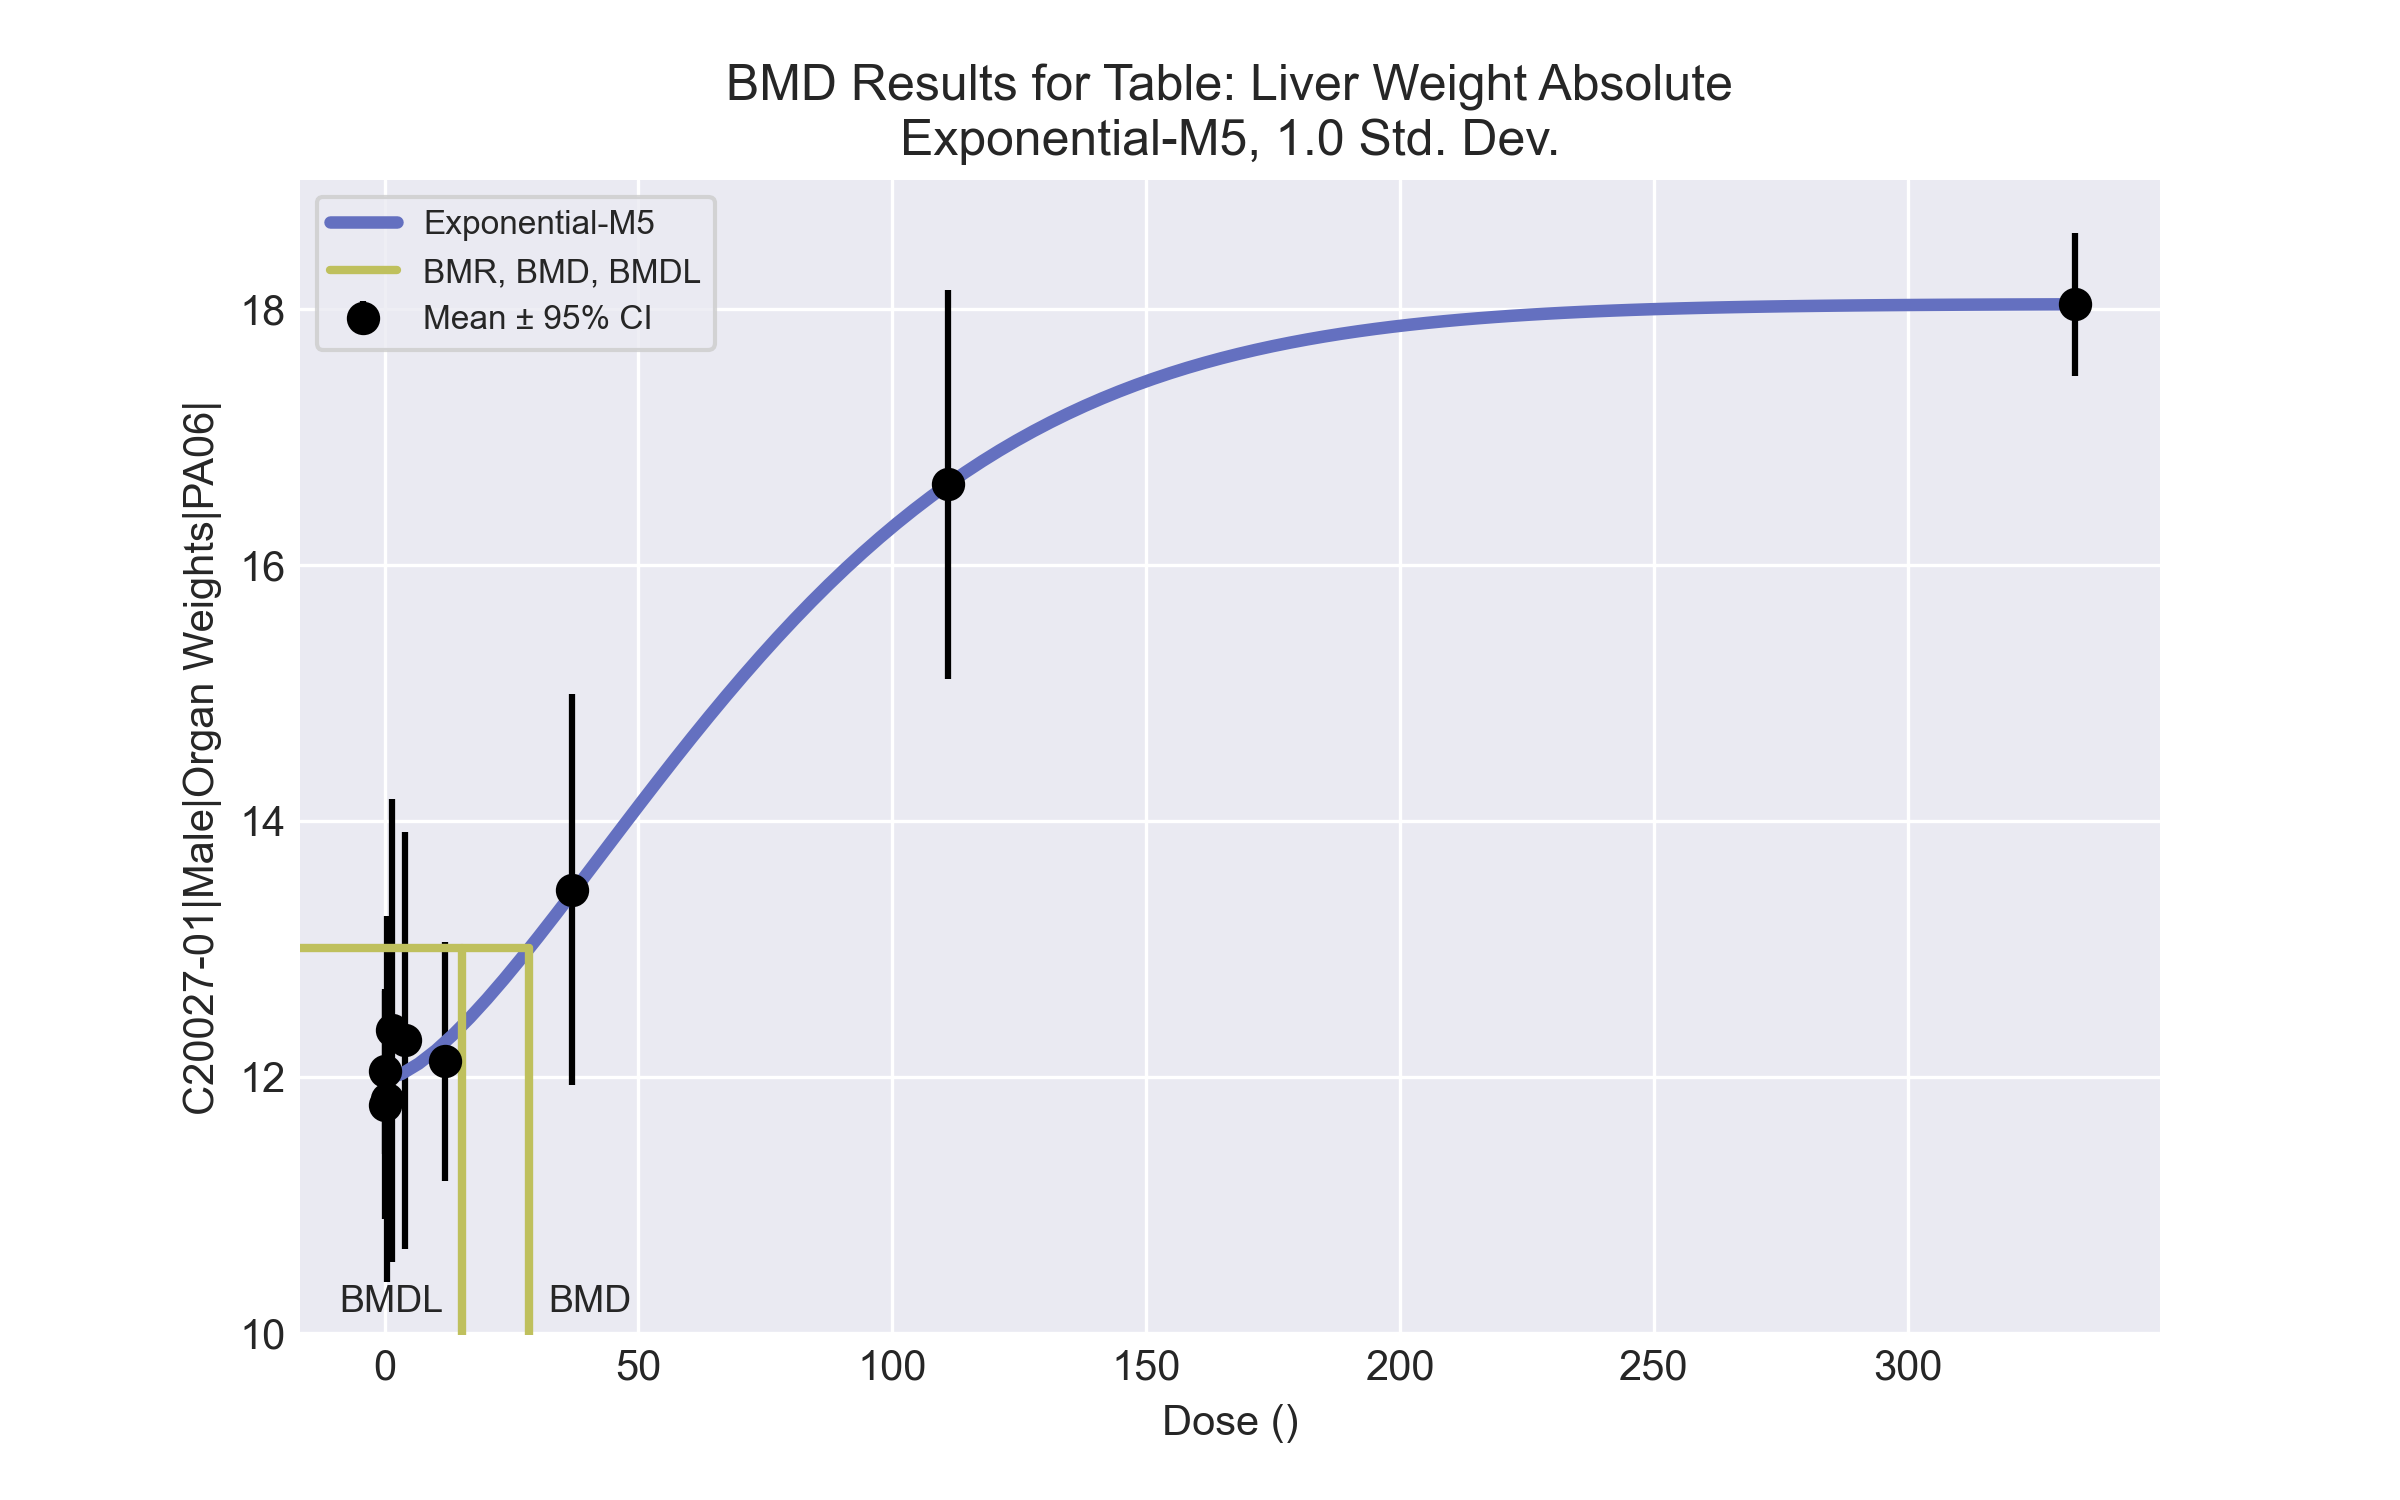 BMD Results for Table: Liver Weight Absolute
Exponential-M5, 1.0 Std. Dev.
Exponential-M5
BMR, BMD, BMDL
Mean ± 95% CI
C20027-01|Male|Organ Weights|PA06|
18
16
14
12
10
BMDL
BMD
0
50
100
150
200
250
300
Dose ()